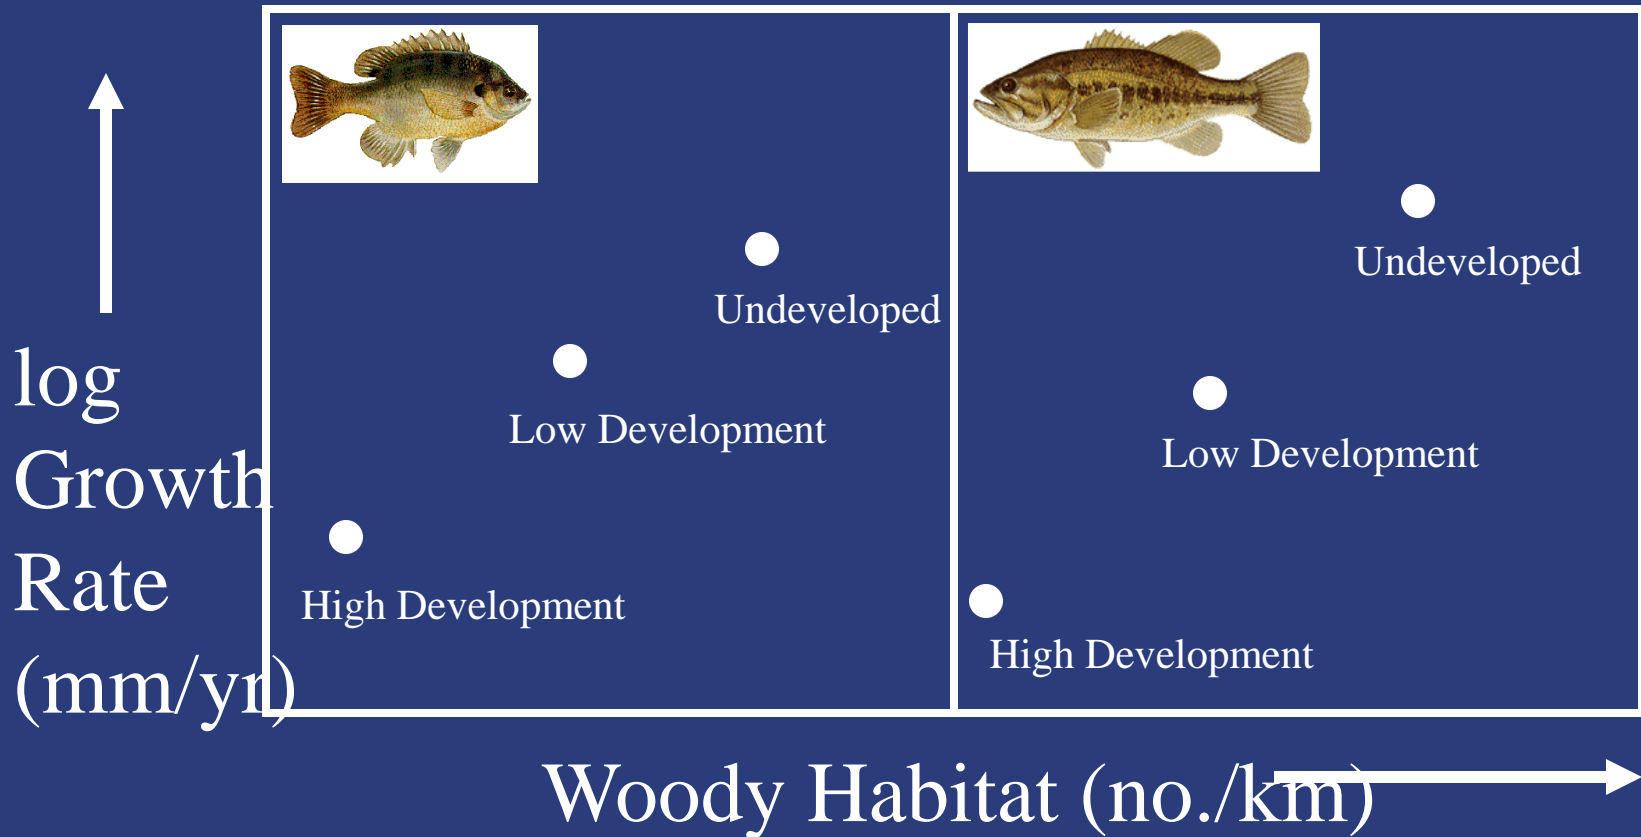 Undeveloped
Low Development
High Development
Undeveloped
Low Development
High Development
log
Growth
Rate
(mm/yr)
Woody Habitat (no./km)